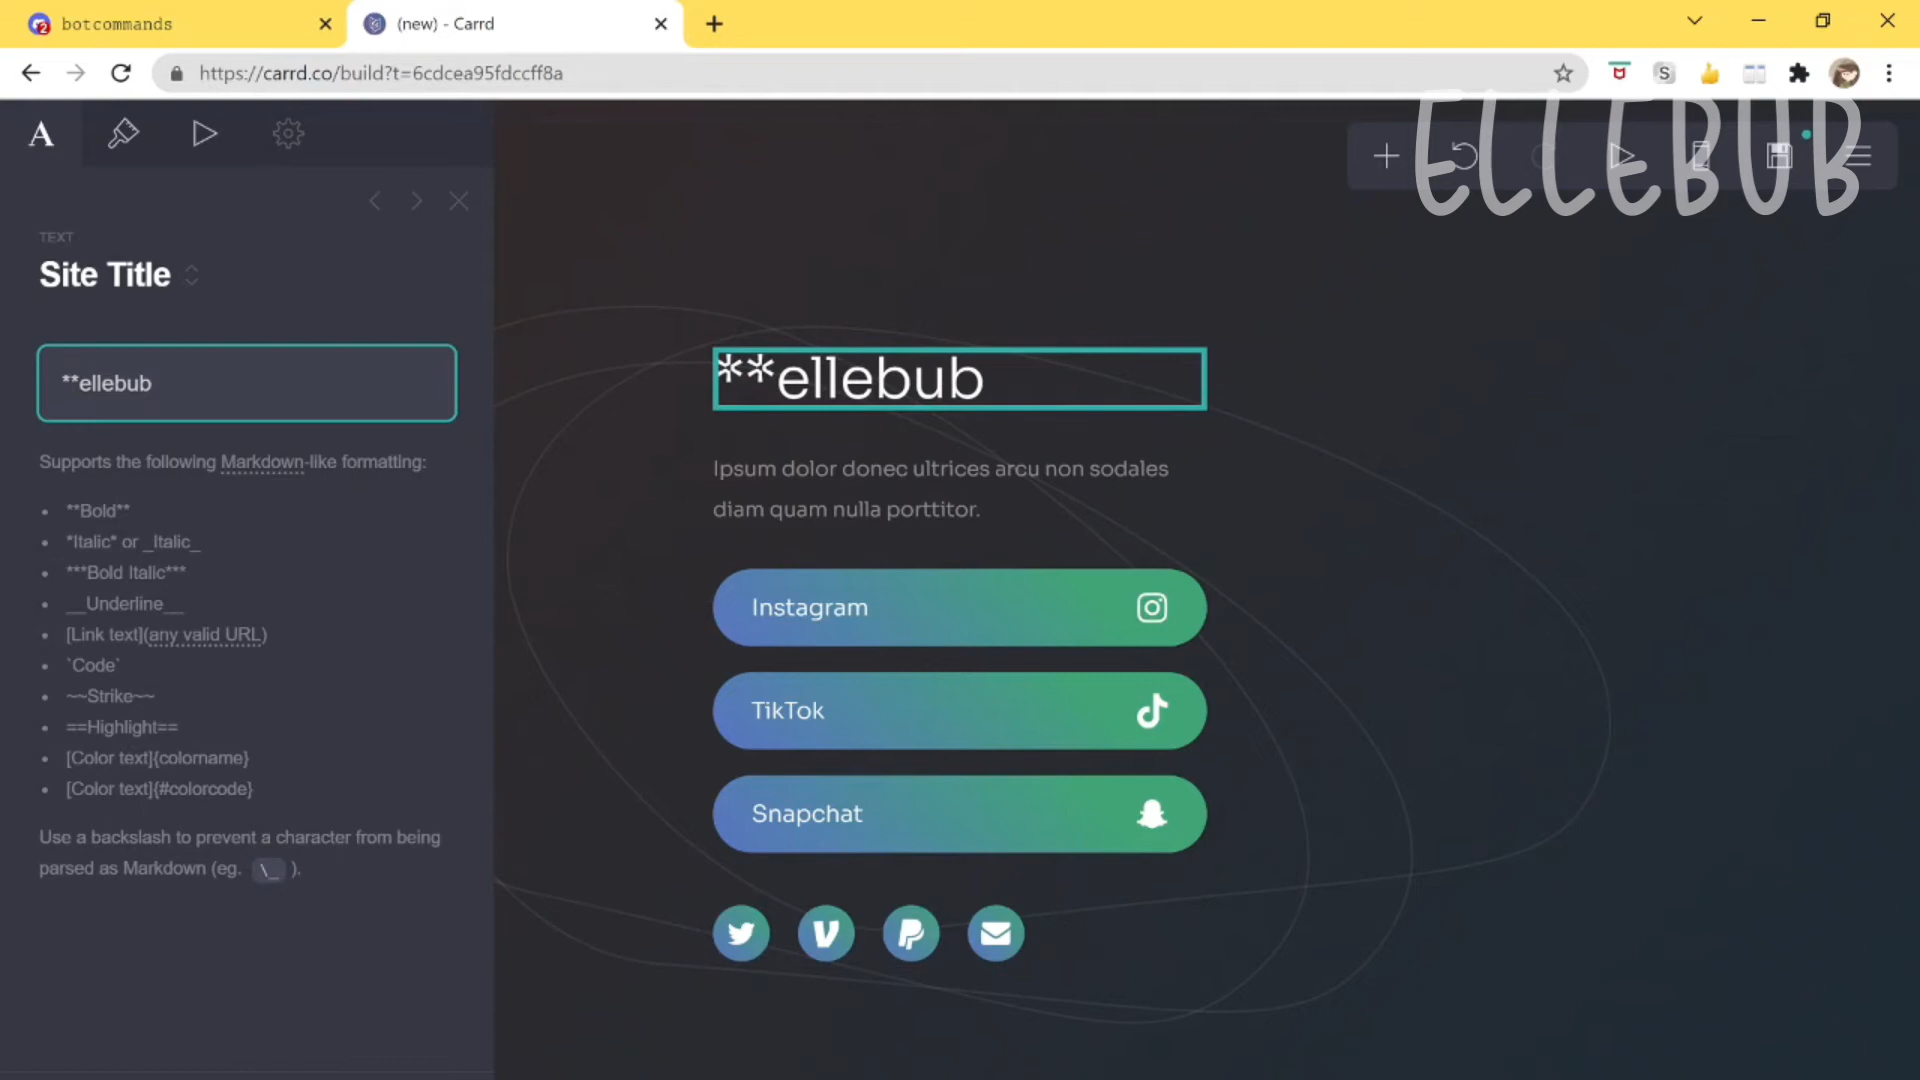 botcommands
(new) - Carrd
https://carrd.co/build?t=6cdcea95fdccff8a
ELLEBUB
TEXT
Site Title
**ellebub
Supports the following Markdown-like formatting:
**Bold**
*Italic* or _Italic_
***Bold Italic***
__Underline__
[Link text](any valid URL)
`Code`
~~Strike~~
==Highlight==
[Color text]{colorname}
[Color text]{#colorcode}
Use a backslash to prevent a character from being
parsed as Markdown (eg. \_ ).
**ellebub
Ipsum dolor donec ultrices arcu non sodales
diam quam nulla porttitor.
Instagram
TikTok
Snapchat